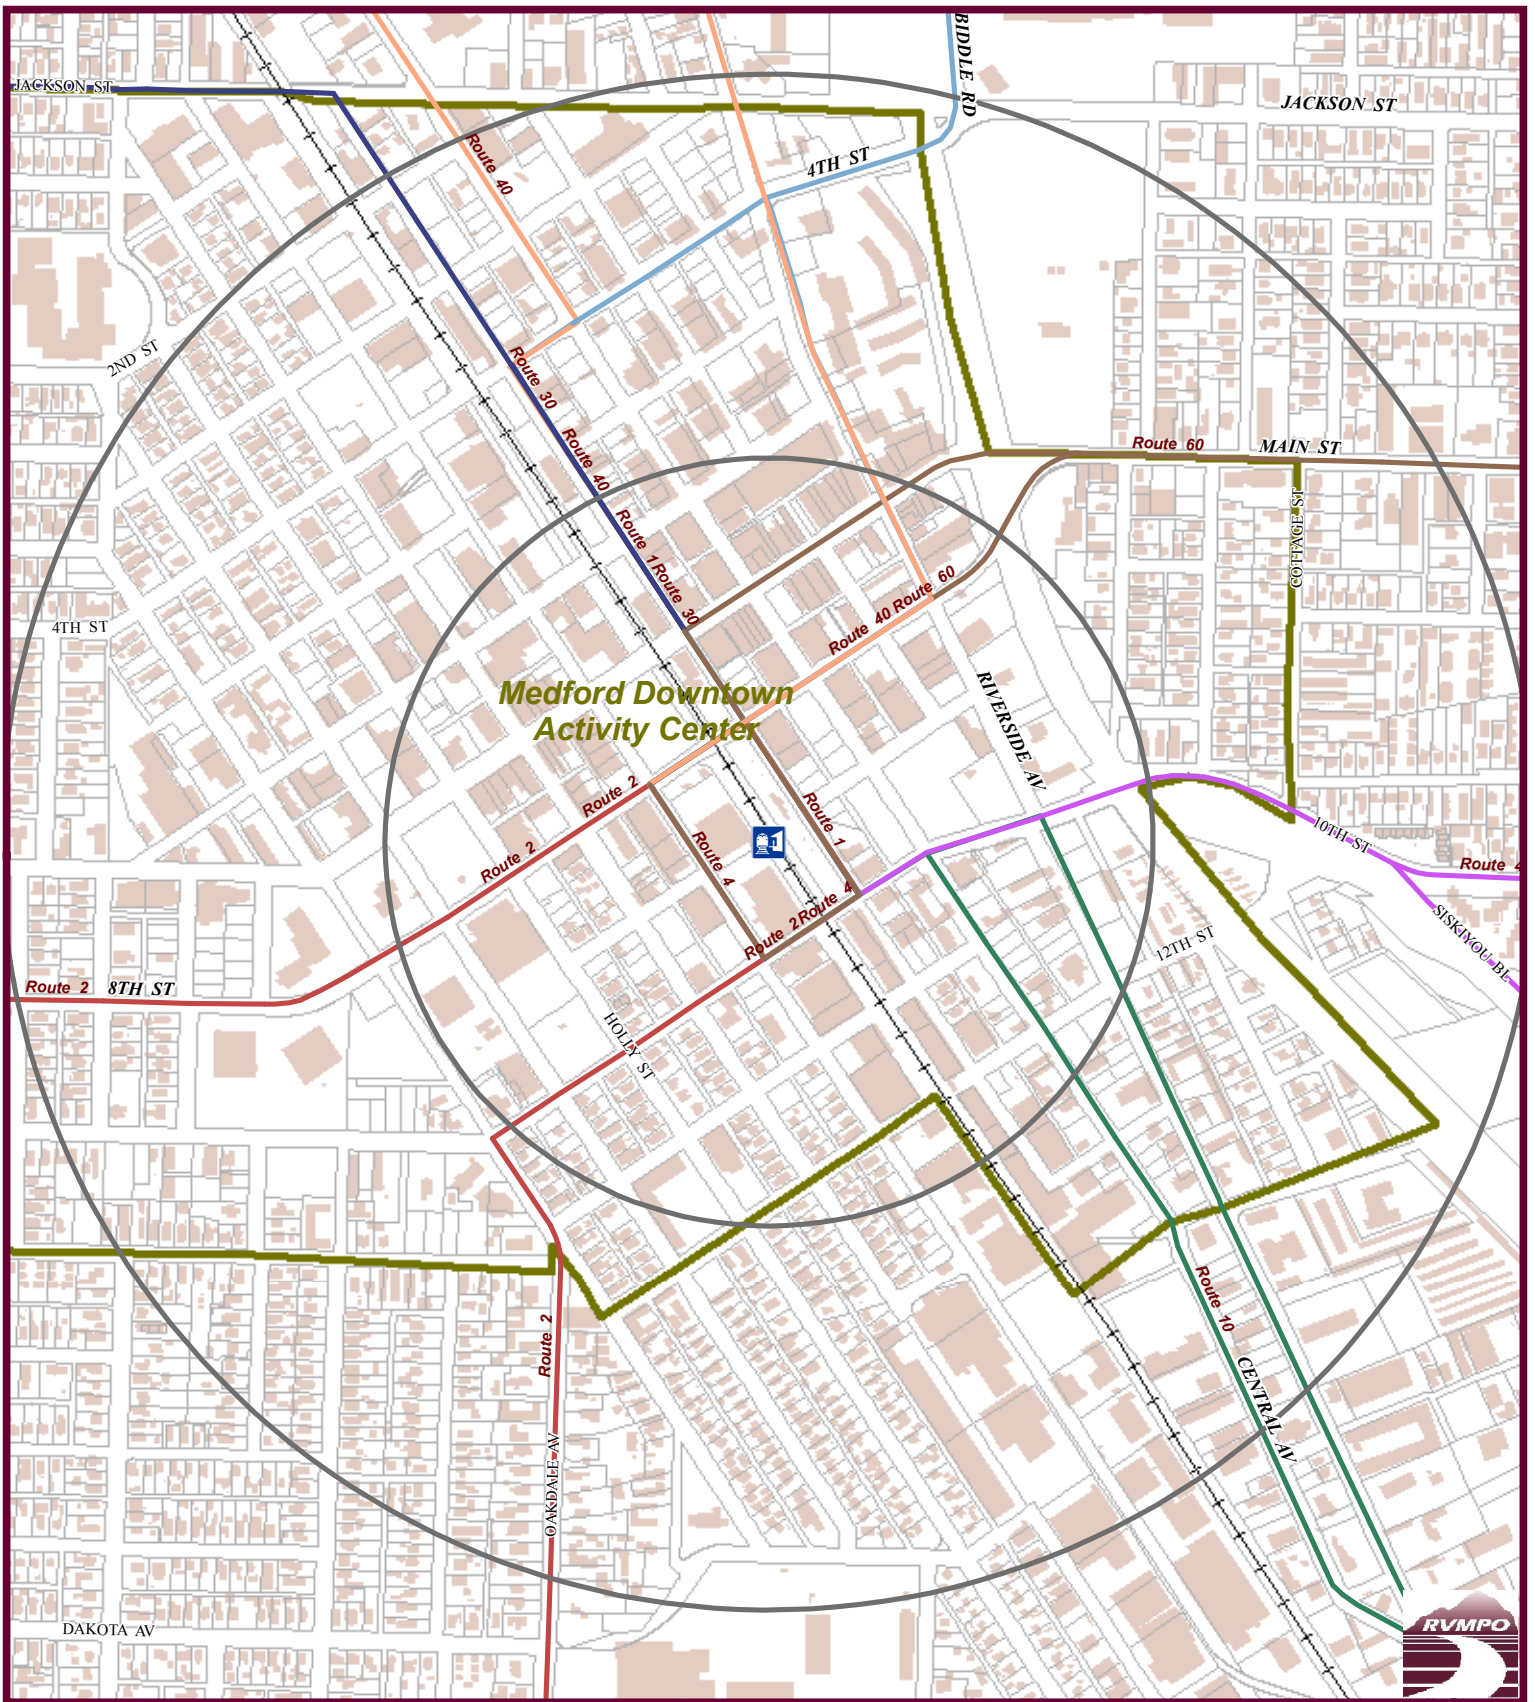 BIDDLE RD
JACKSON ST
JACKSON ST
4TH ST
Route 40
2ND ST
Route 30
Route 40
Route 60
MAIN ST
COTTAGE ST
Route 1
Route 30
Route 60
Route 40
4TH ST
Medford Downtown
Activity Center
RIVERSIDE AV
Route 2
Route 1
10TH ST
Route 2
Route 4
Route 4
Route 4
Route 2
SISKIYOU BL
12TH ST
Route 2
8TH ST
HOLLY ST
Route 10
Route 2
CENTRAL AV
OAKDALE AV
DAKOTA AV
RVMPO